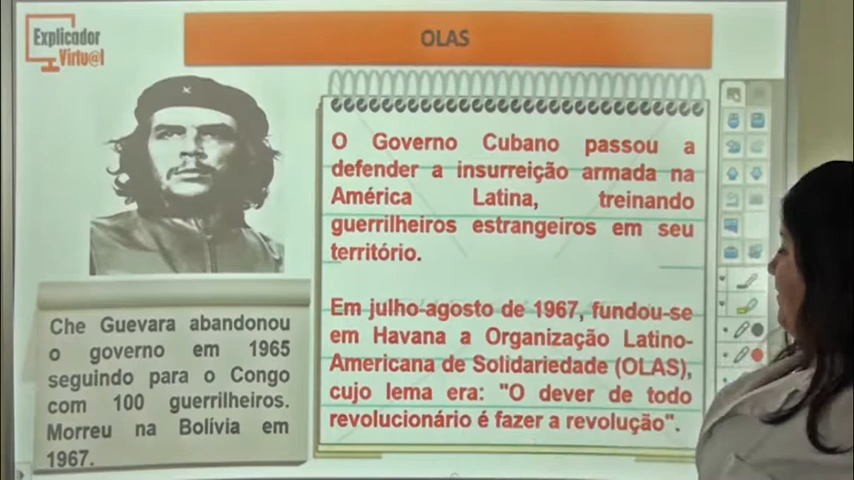 Explicador
Virtu@l
OLAS
O Governo Cubano passou a
defender a insurreição armada na
América Latina, treinando
guerrilheiros estrangeiros em seu
território.
Em julho-agosto de 1967, fundou-se
em Havana a Organização Latino-
Americana de Solidariedade (OLAS),
cujo lema era: "O dever de todo
revolucionário é fazer a revolução".
Che Guevara abandonou
o governo em 1965
seguindo para o Congo
com 100 guerrilheiros.
Morreu na Bolívia em
1967.